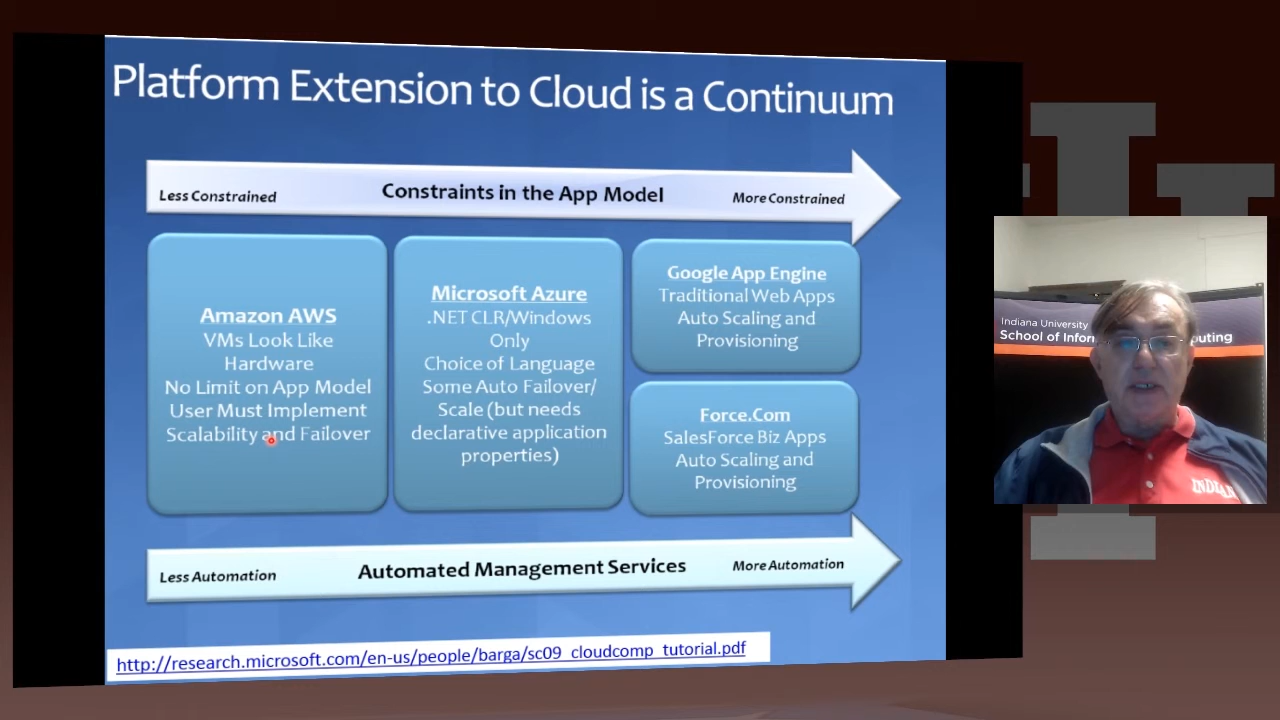 Platform Extension to Cloud is a Continuum
Less Constrained
Constraints in the App Model
More Constrained
Amazon AWS
VMs Look Like
Hardware
No Limit on App Model
User Must Implement
Scalability and Failover
Microsoft Azure
.NET CLR/Windows
Only
Choice of Language
Some Auto Failover/
Scale (but needs
declarative application
properties)
Google App Engine
Traditional Web Apps
Auto Scaling and
Provisioning
Force.Com
SalesForce Biz Apps
Auto Scaling and
Provisioning
Less Automation
Automated Management Services
More Automation
http://research.microsoft.com/en-us/people/barga/sc09_cloudcomp_tutorial.pdf
Indiana University
School of